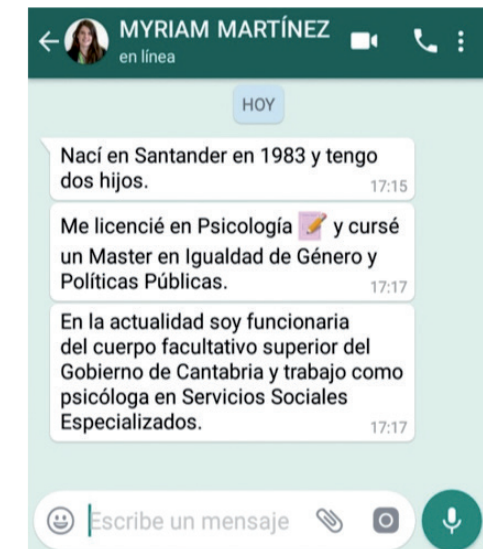 MYRIAM MARTÍNEZ
en línea
HOY
Nací en Santander en 1983 y tengo
dos hijos.
17:15
Me licencié en Psicología 📝 y cursé
un Master en Igualdad de Género y
Políticas Públicas.
17:17
En la actualidad soy funcionaria
del cuerpo facultativo superior del
Gobierno de Cantabria y trabajo como
psicóloga en Servicios Sociales
Especializados.
17:17
Escribe un mensaje